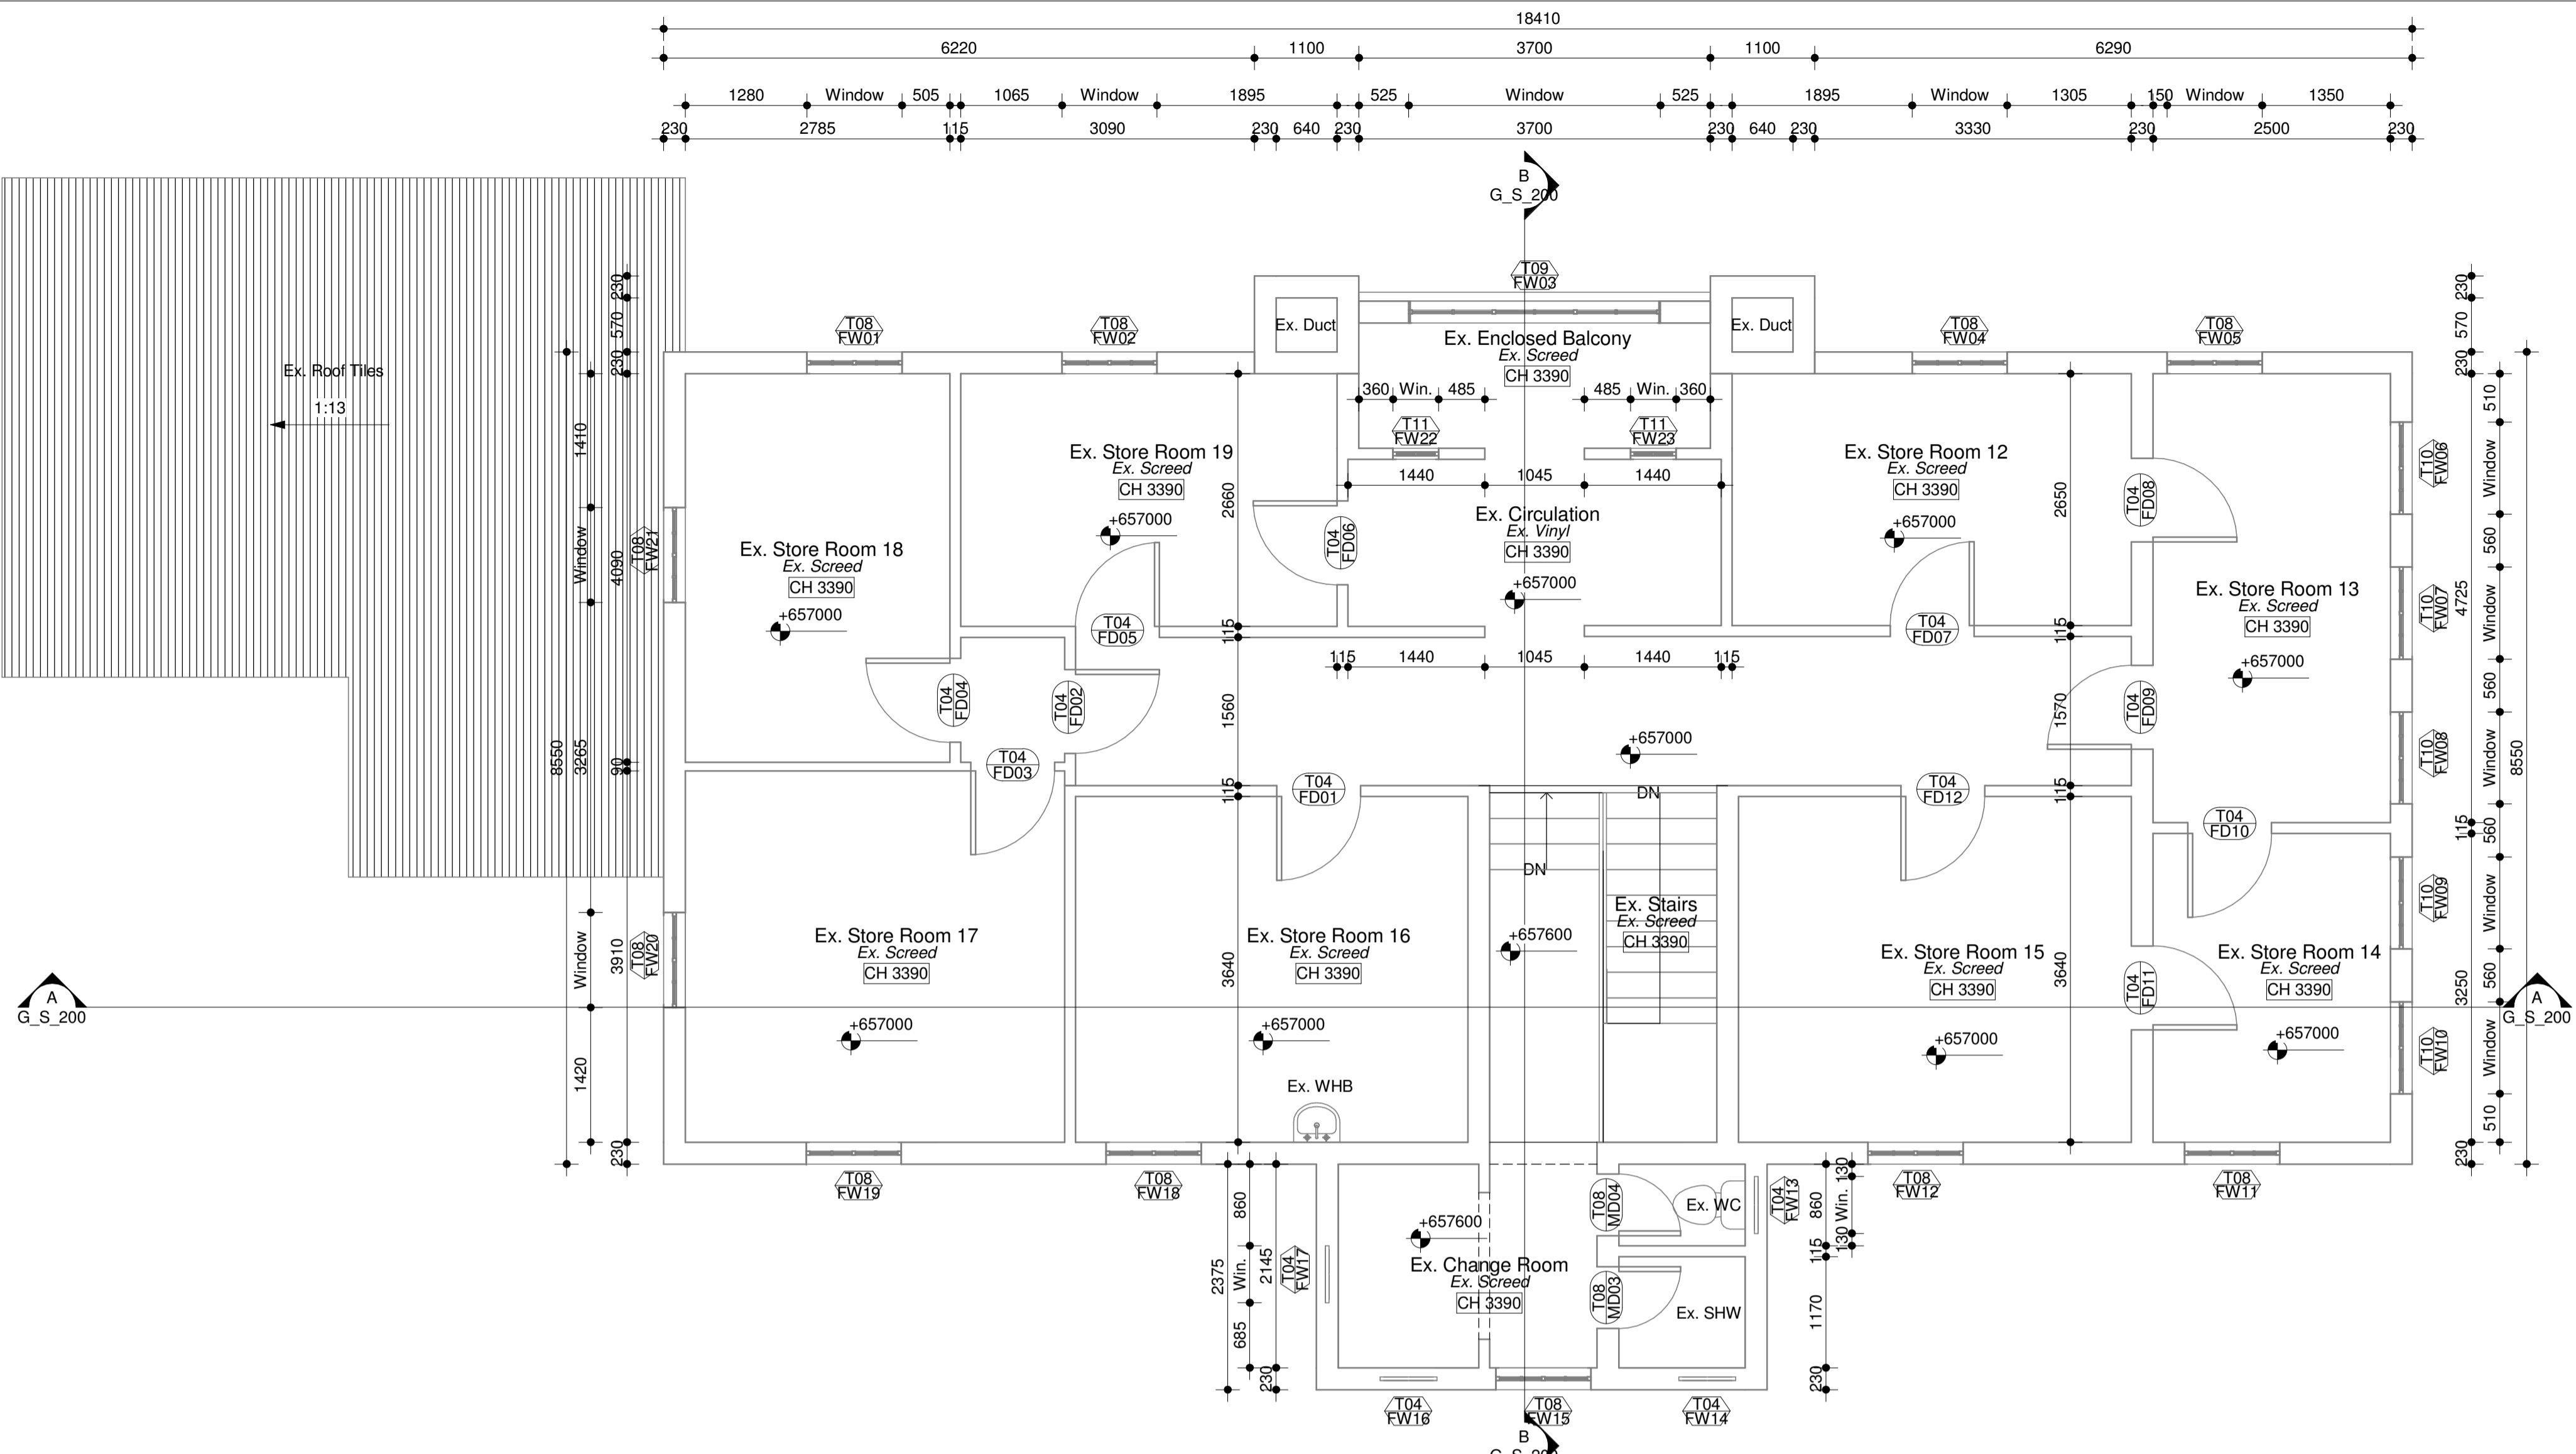 18410
6220 1100 3700 1100 6290
1280 Window 505 1065 Window 1895 525 Window 525 1895 Window 1305 150 Window 1350
230 2785 115 3090 230 640 230 3700 230 640 230 3330 230 2500 230
B
G_S_200
T09
FW03
T08
FW01
T08
FW02
Ex. Duct
Ex. Enclosed Balcony
Ex. Screed
CH 3390
Ex. Duct
T08
FW04
T08
FW05
Ex. Roof Tiles
1:13
360 Win. 485 485 Win. 360
T11
FW22
T11
FW23
1440 1045 1440
Ex. Store Room 19
Ex. Screed
CH 3390
+657000
Ex. Circulation
Ex. Vinyl
CH 3390
+657000
Ex. Store Room 12
Ex. Screed
CH 3390
+657000
Ex. Store Room 18
Ex. Screed
CH 3390
+657000
Ex. Store Room 13
Ex. Screed
CH 3390
+657000
T04
FD06
T04
FD08
T04
FD05
T04
FD07
115 1440 1045 1440 115
T04
FD04
T04
FD02
T04
FD09
T04
FD03
+657000
T04
FD01
DN
T04
FD12
T04
FD10
DN
230
570
230
1410
Window
4090
T08
FW21
8550
3265
90
Window
3910
T08
FW20
1420
230
2660
115
1560
115
3640
2650
115
1570
115
3640
230
570
230
510
Window
560
4725
Window
560
Window
115
560
Window
560
3250
Window
510
230
8550
T10
FW06
T10
FW07
T10
FW08
T10
FW09
T10
FW10
Ex. Store Room 17
Ex. Screed
CH 3390
+657000
Ex. Store Room 16
Ex. Screed
CH 3390
+657000
Ex. WHB
Ex. Stairs
Ex. Screed
CH 3390
+657600
Ex. Store Room 15
Ex. Screed
CH 3390
+657000
T04
FD11
Ex. Store Room 14
Ex. Screed
CH 3390
+657000
A
G_S_200
A
G_S_200
T08
FW19
T08
FW18
T08
FW12
T08
FW11
860
Win.
685
2145
2375
230
T04
FW17
+657600
Ex. Change Room
Ex. Screed
CH 3390
T08
MD04
Ex. WC
T04
FW13
T08
MD03
Ex. SHW
130
Win.
130
860
115
1170
230
T04
FW16
T08
FW15
T04
FW14
B